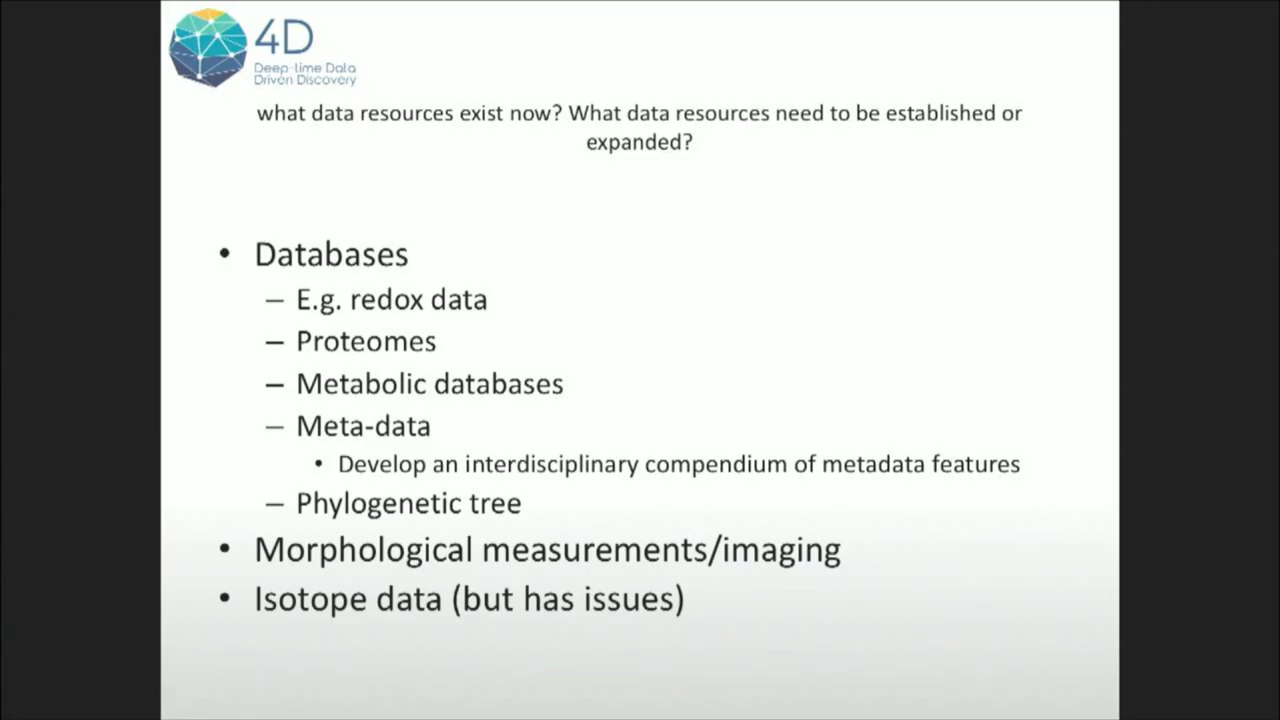 4D
Deep-time Data
Driven Discovery
what data resources exist now? What data resources need to be established or
expanded?
• Databases
– E.g. redox data
– Proteomes
– Metabolic databases
– Meta-data
• Develop an interdisciplinary compendium of metadata features
– Phylogenetic tree
• Morphological measurements/imaging
• Isotope data (but has issues)